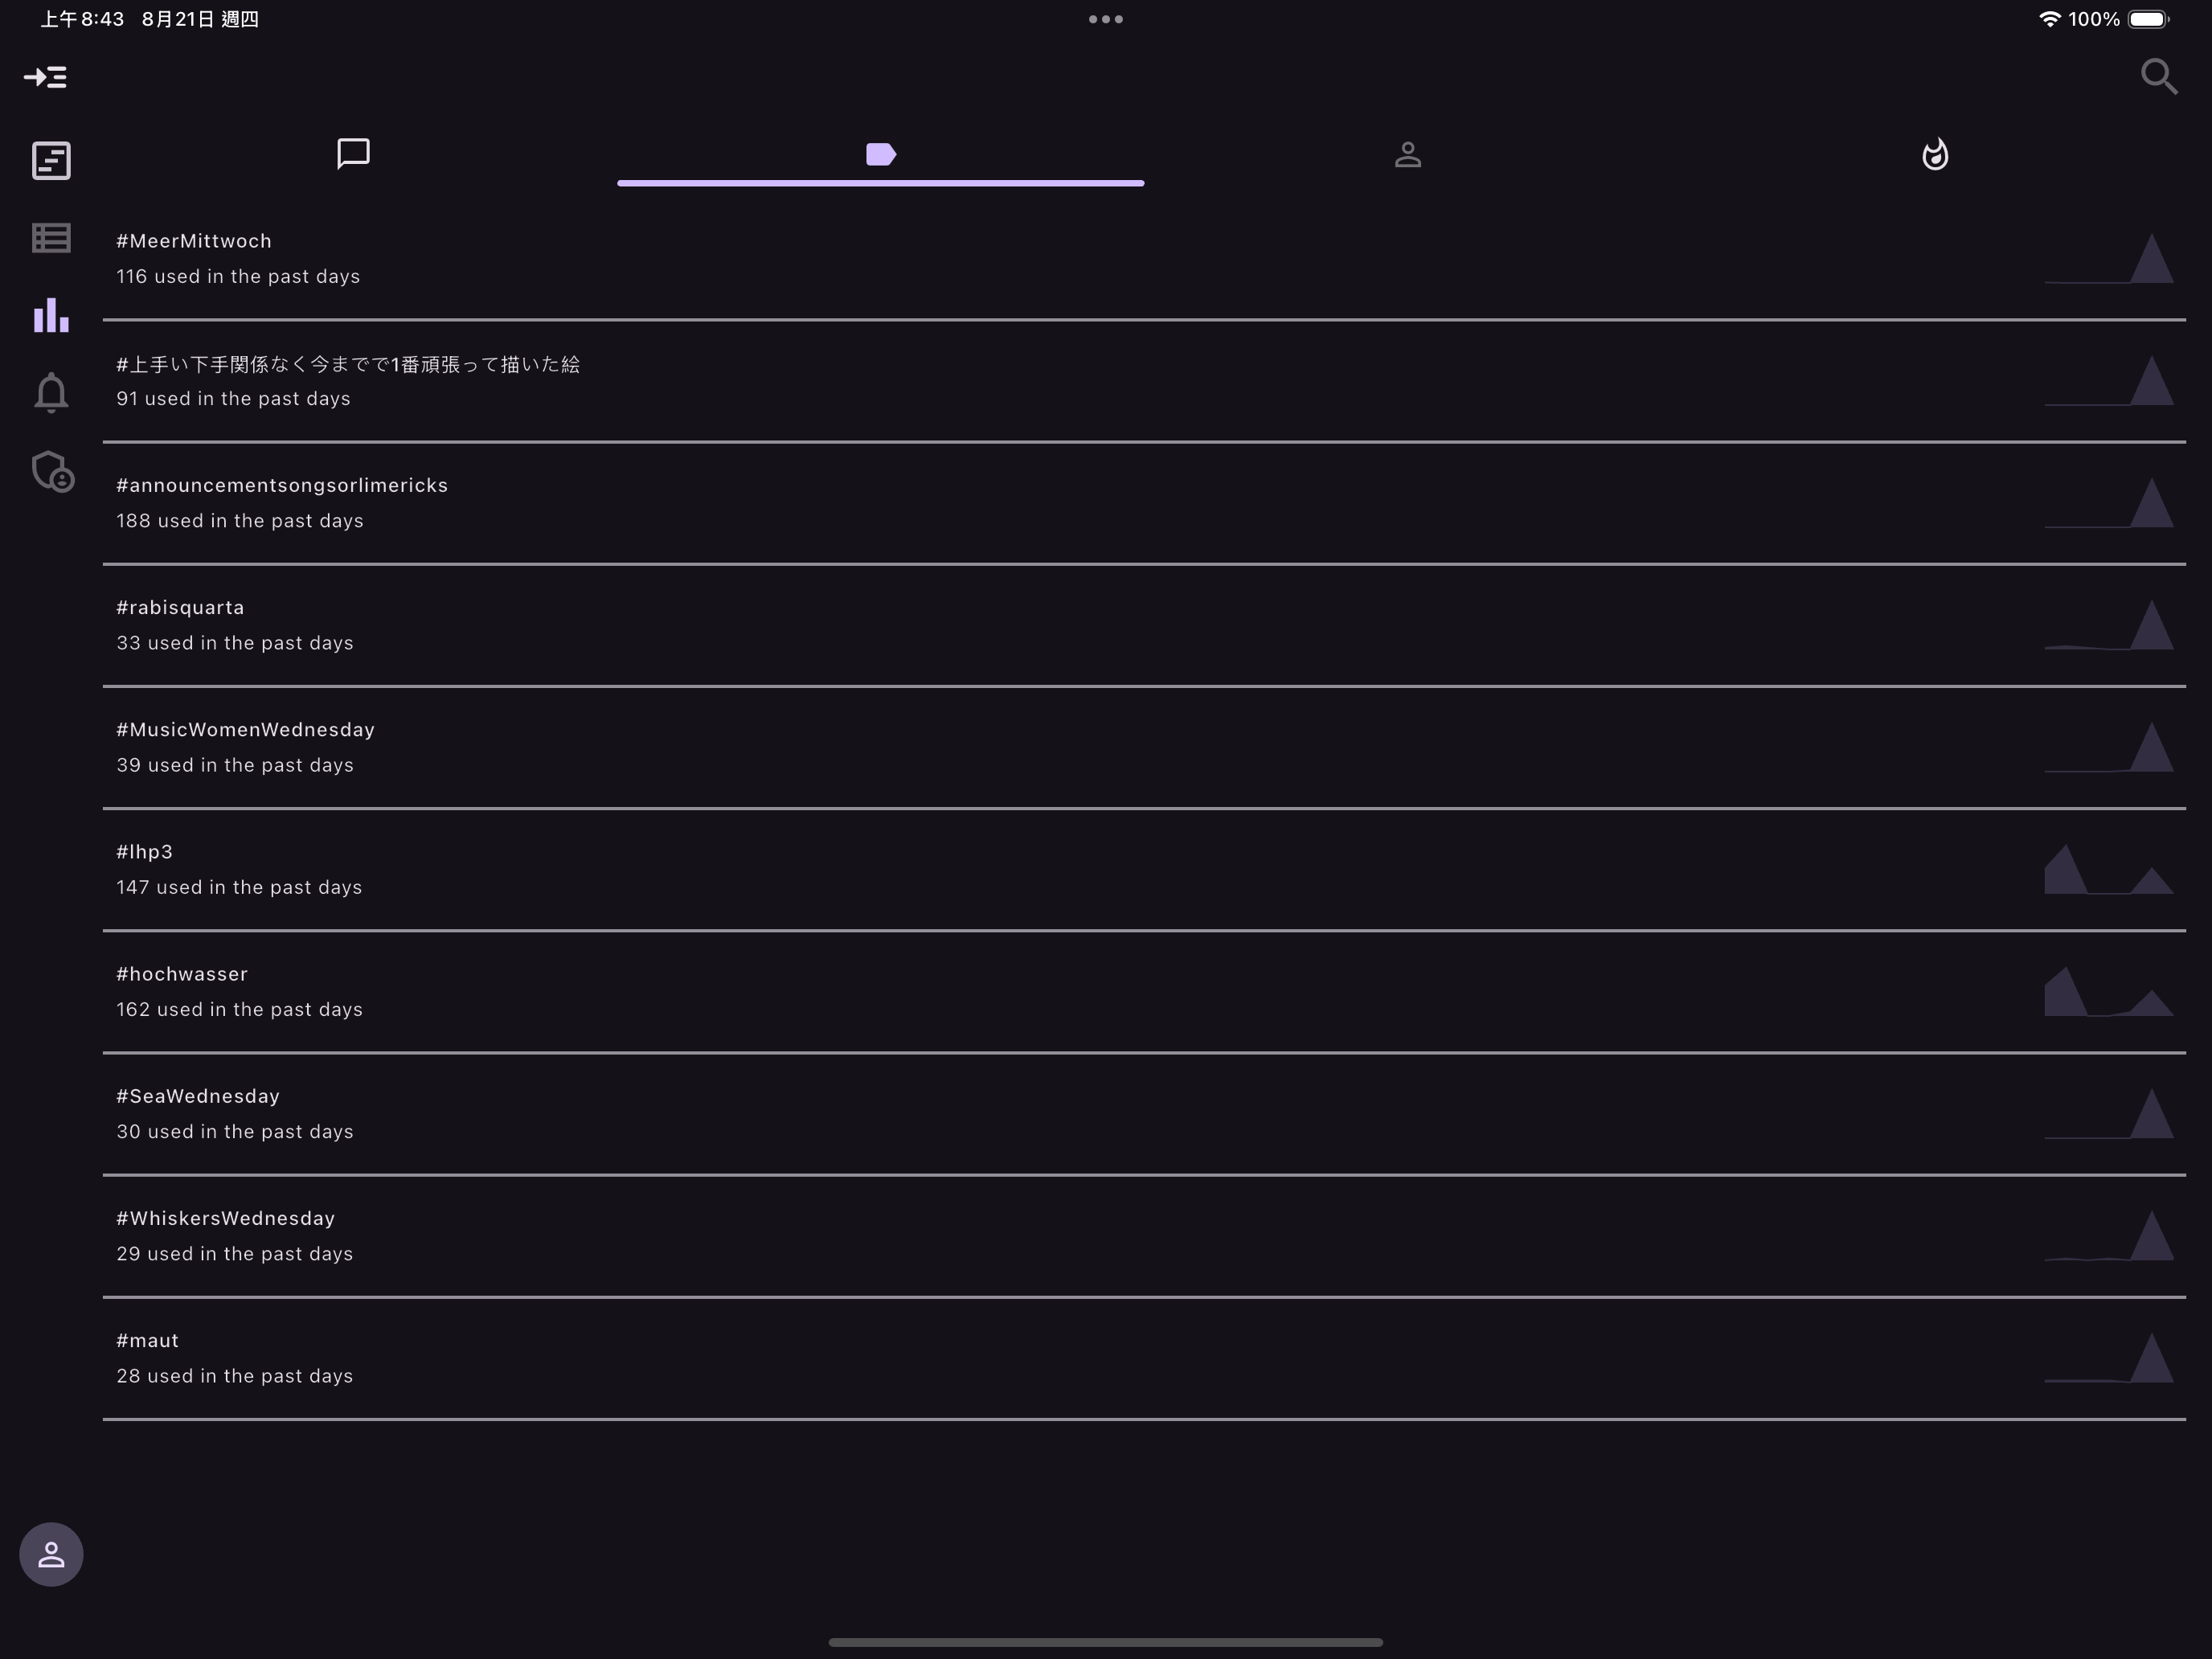 上午8:43 8月21日 週四
100%
#MeerMittwoch
116 used in the past days
#上手い下手関係なく今までで1番頑張って描いた絵
91 used in the past days
#announcementsongsorlimericks
188 used in the past days
#rabisquarta
33 used in the past days
#MusicWomenWednesday
39 used in the past days
#lhp3
147 used in the past days
#hochwasser
162 used in the past days
#SeaWednesday
30 used in the past days
#WhiskersWednesday
29 used in the past days
#maut
28 used in the past days